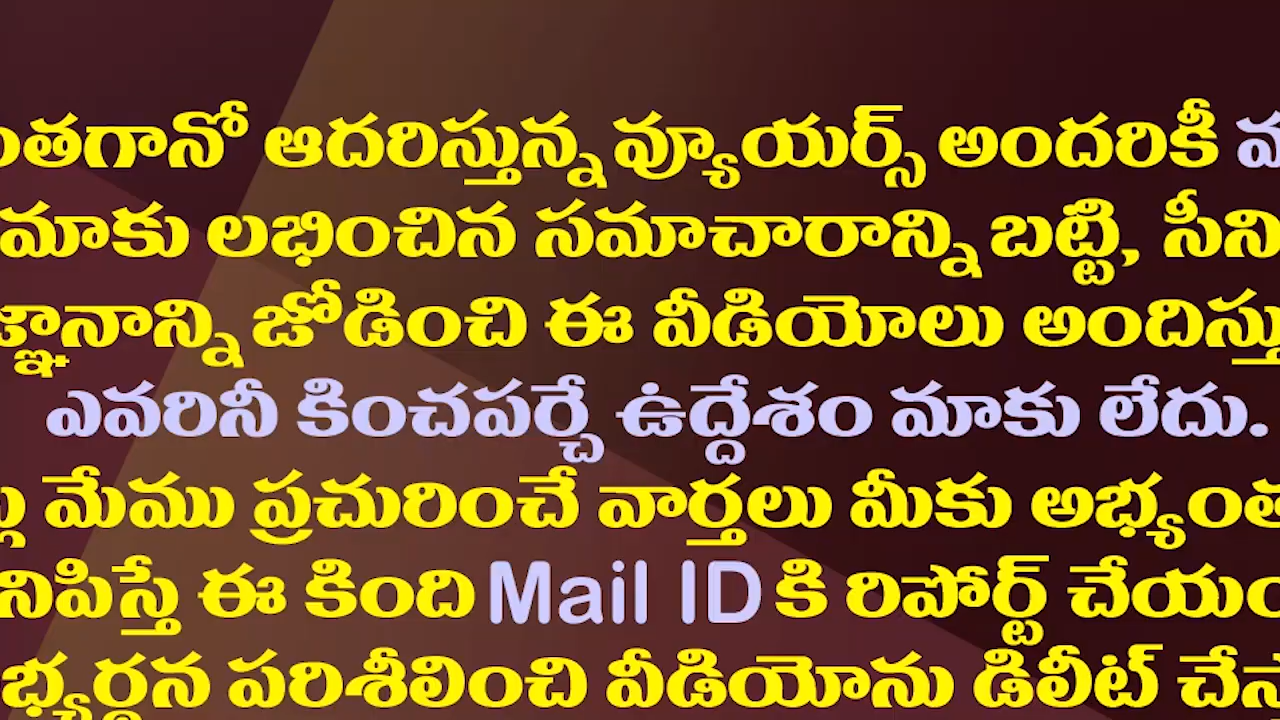 ఆదరిస్తున్న వ్యూయర్స్ అందరికీ
మాకు లభించిన సమాచారాన్ని బట్టి,
జోడించి ఈ వీడియోలు
ఎవరినీ కించపర్చే ఉద్దేశం మాకు లేదు.
మేము ప్రచురించే వార్తలు మీకు
ఈ కింది Mail ID కి రిపోర్ట్
పరిశీలించి వీడియోను డిలీట్